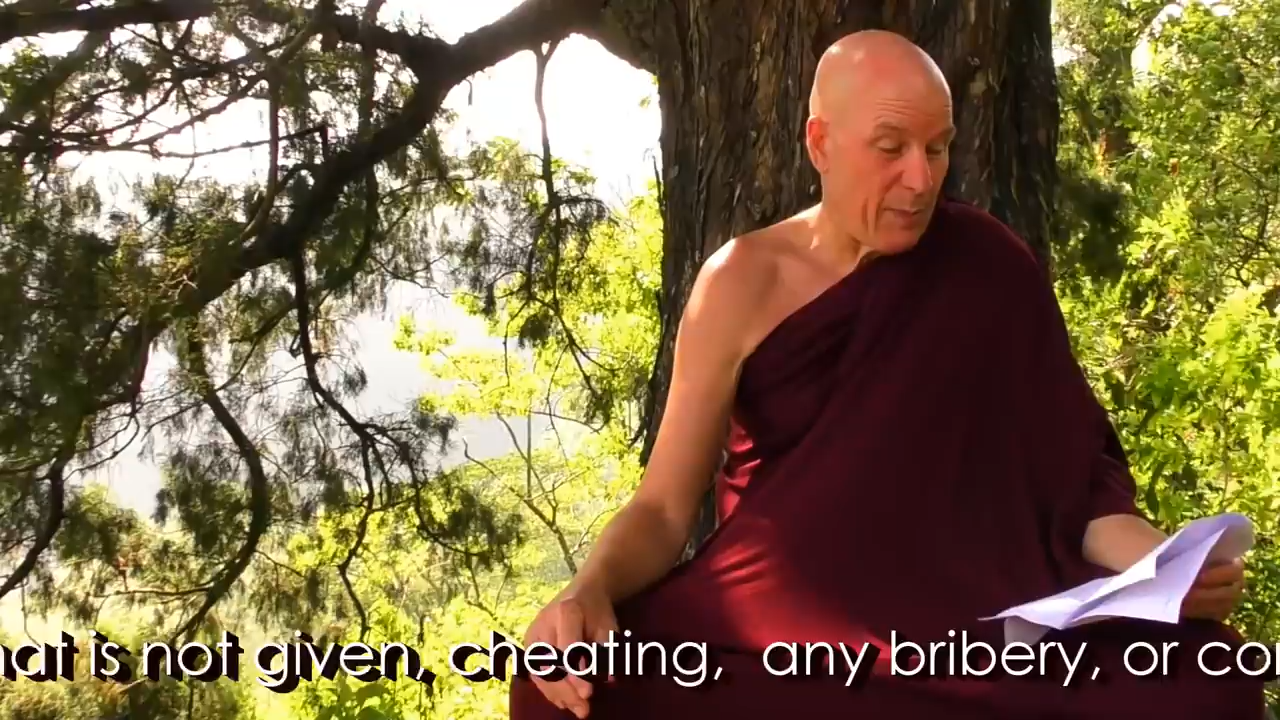 is not given, cheating, any bribery, or